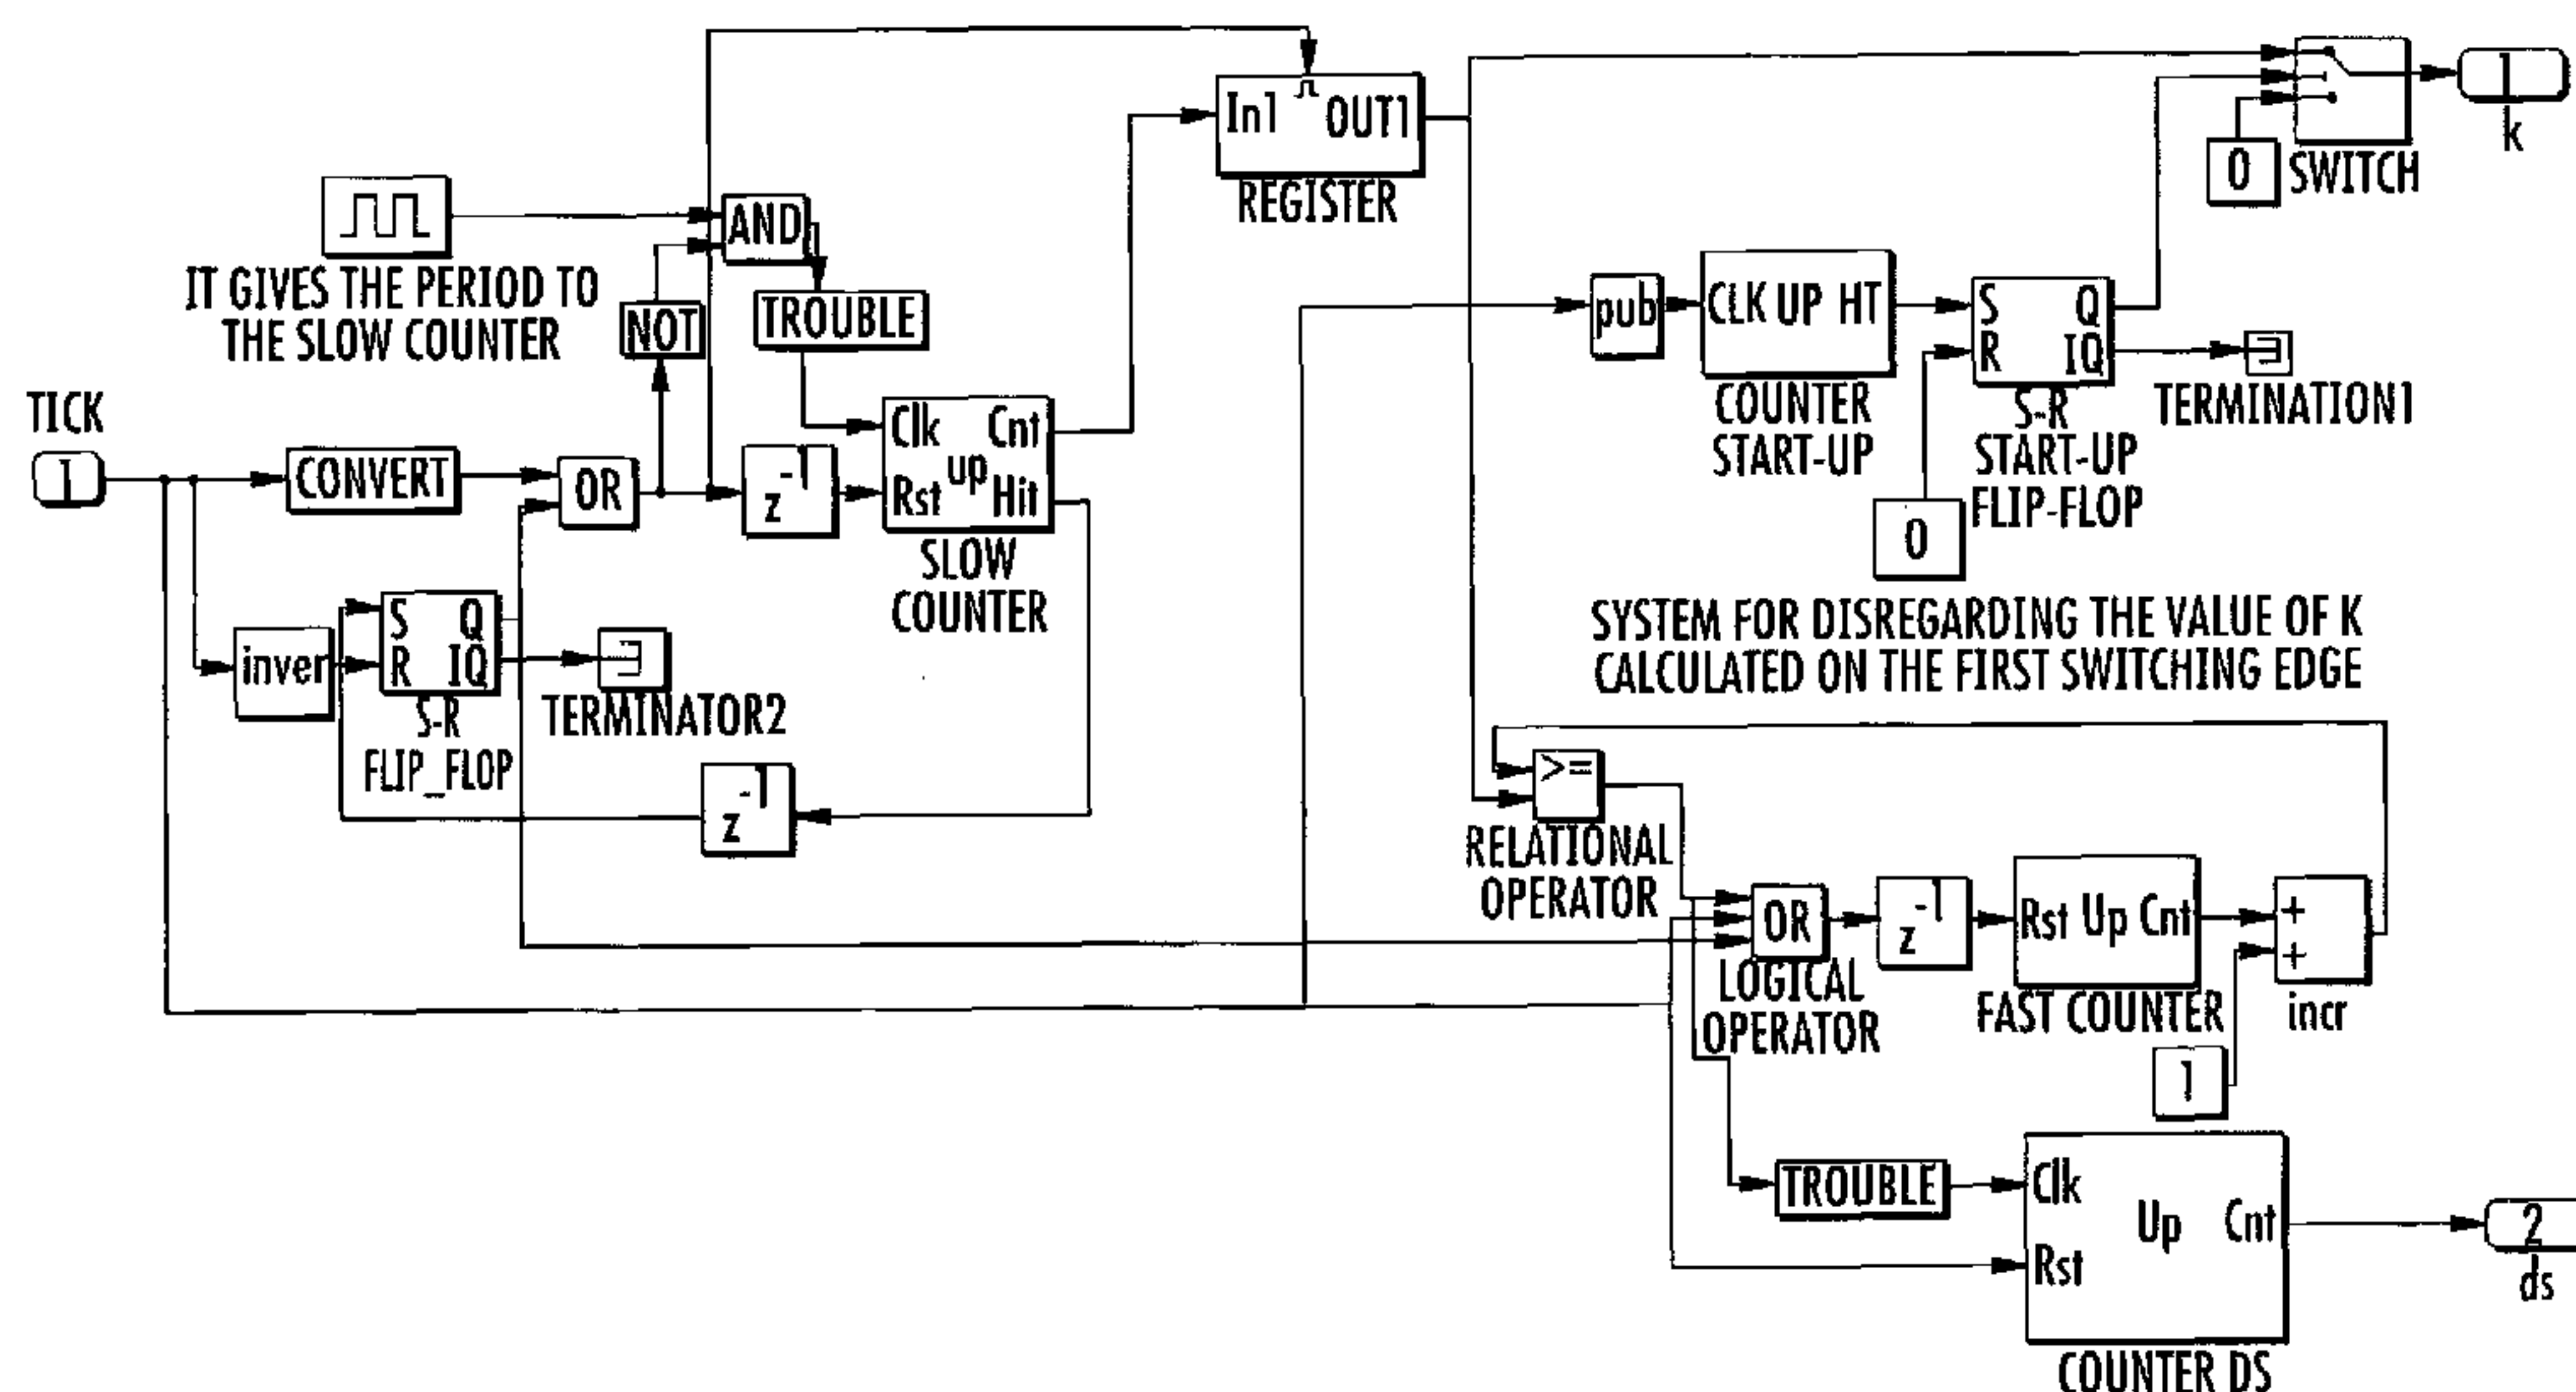 In1 OUT1
REGISTER
1
k
0
SWITCH
AND
IT GIVES THE PERIOD TO
THE SLOW COUNTER
NOT
TROUBLE
pub
CLK UP HT
COUNTER
START-UP
S Q
R IQ
S-R
START-UP
FLIP-FLOP
TERMINATION1
0
TICK
1
CONVERT
OR
z-1
Clk Cnt
up
Rst Hit
SLOW
COUNTER
inver
S Q
R IQ
S-R
FLIP_FLOP
TERMINATOR2
z-1
SYSTEM FOR DISREGARDING THE VALUE OF K
CALCULATED ON THE FIRST SWITCHING EDGE
>=
RELATIONAL
OPERATOR
OR
LOGICAL
OPERATOR
z-1
Rst Up Cnt
FAST COUNTER
+
+
incr
1
TROUBLE
Clk
Up Cnt
Rst
COUNTER DS
2
ds